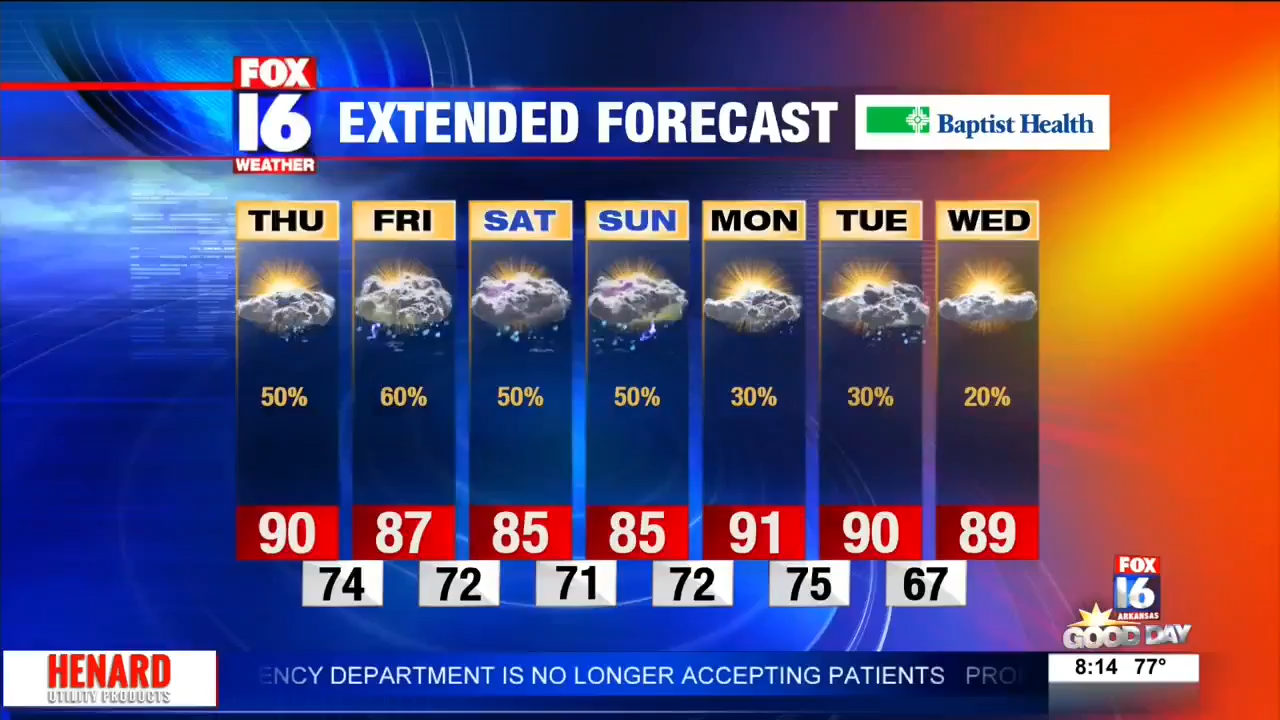 FOX
16
WEATHER
EXTENDED FORECAST
Baptist Health
THU FRI SAT SUN MON TUE WED
50% 60% 50% 50% 30% 30% 20%
90 87 85 85 91 90 89
74 72 71 72 75 67
FOX
16
ARKANSAS
GOOD DAY
HENARD
UTILITY PRODUCTS
ENCY DEPARTMENT IS NO LONGER ACCEPTING PATIENTS PRO
8:14 77°